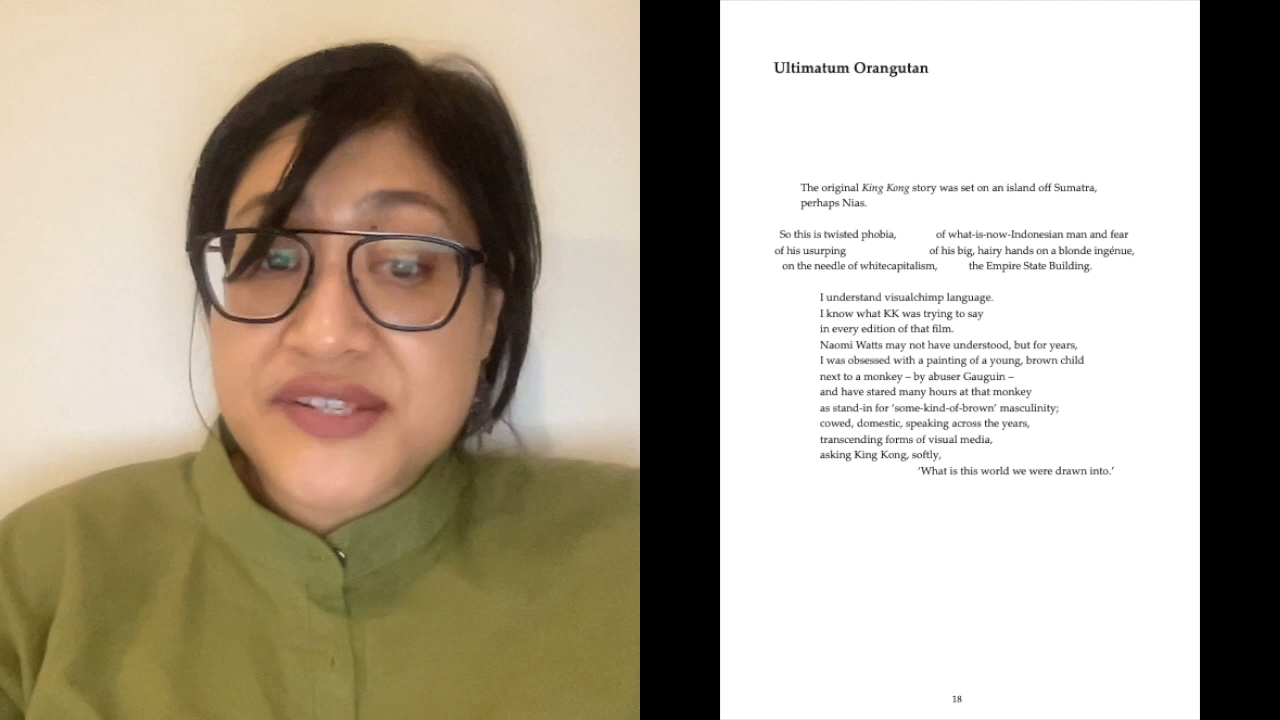 Ultimatum Orangutan
The original King Kong story was set on an island off Sumatra,
perhaps Nias.
So this is twisted phobia, of what-is-now-Indonesian man and fear
of his usurping of his big, hairy hands on a blonde ingénue,
on the needle of whitecapitalism, the Empire State Building.
I understand visualchimp language.
I know what KK was trying to say
in every edition of that film.
Naomi Watts may not have understood, but for years,
I was obsessed with a painting of a young, brown child
next to a monkey – by abuser Gauguin –
and have stared many hours at that monkey
as stand-in for ‘some-kind-of-brown’ masculinity;
cowed, domestic, speaking across the years,
transcending forms of visual media,
asking King Kong, softly,
‘What is this world we were drawn into.’
18